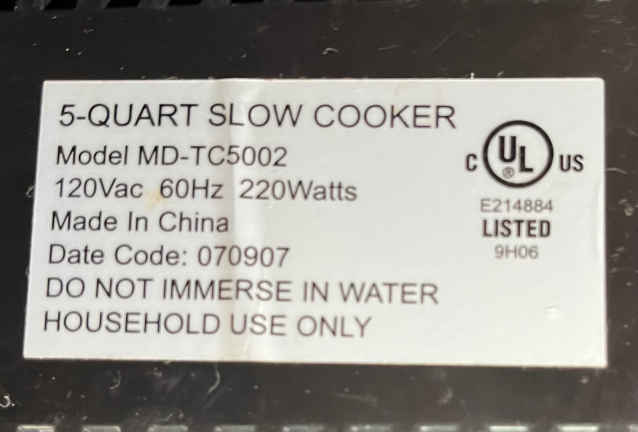 5-QUART SLOW COOKER
Model MD-TC5002
120Vac 60Hz 220Watts
Made In China
Date Code: 070907
DO NOT IMMERSE IN WATER
HOUSEHOLD USE ONLY
C UL ® US
E214884
LISTED
9H06